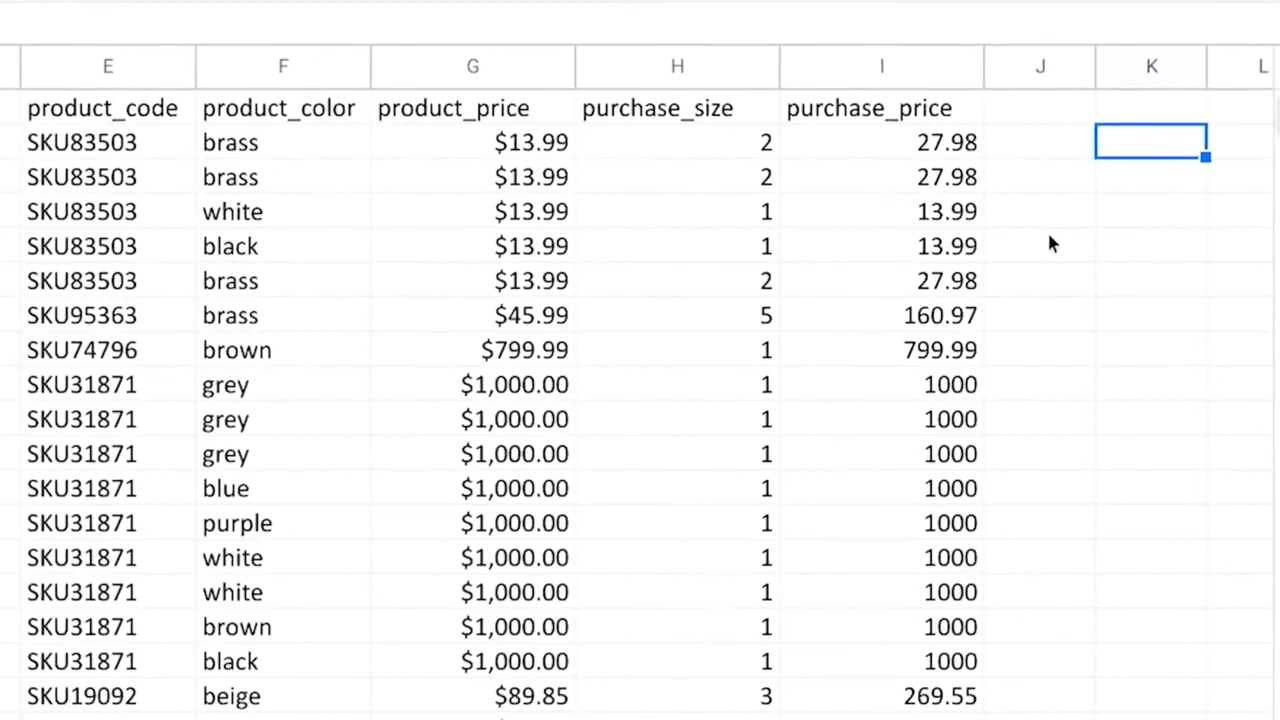 E F G H I J K L
product_code product_color product_price purchase_size purchase_price
SKU83503 brass $13.99 2 27.98
SKU83503 brass $13.99 2 27.98
SKU83503 white $13.99 1 13.99
SKU83503 black $13.99 1 13.99
SKU83503 brass $13.99 2 27.98
SKU95363 brass $45.99 5 160.97
SKU74796 brown $799.99 1 799.99
SKU31871 grey $1,000.00 1 1000
SKU31871 grey $1,000.00 1 1000
SKU31871 grey $1,000.00 1 1000
SKU31871 blue $1,000.00 1 1000
SKU31871 purple $1,000.00 1 1000
SKU31871 white $1,000.00 1 1000
SKU31871 white $1,000.00 1 1000
SKU31871 brown $1,000.00 1 1000
SKU31871 black $1,000.00 1 1000
SKU19092 beige $89.85 3 269.55